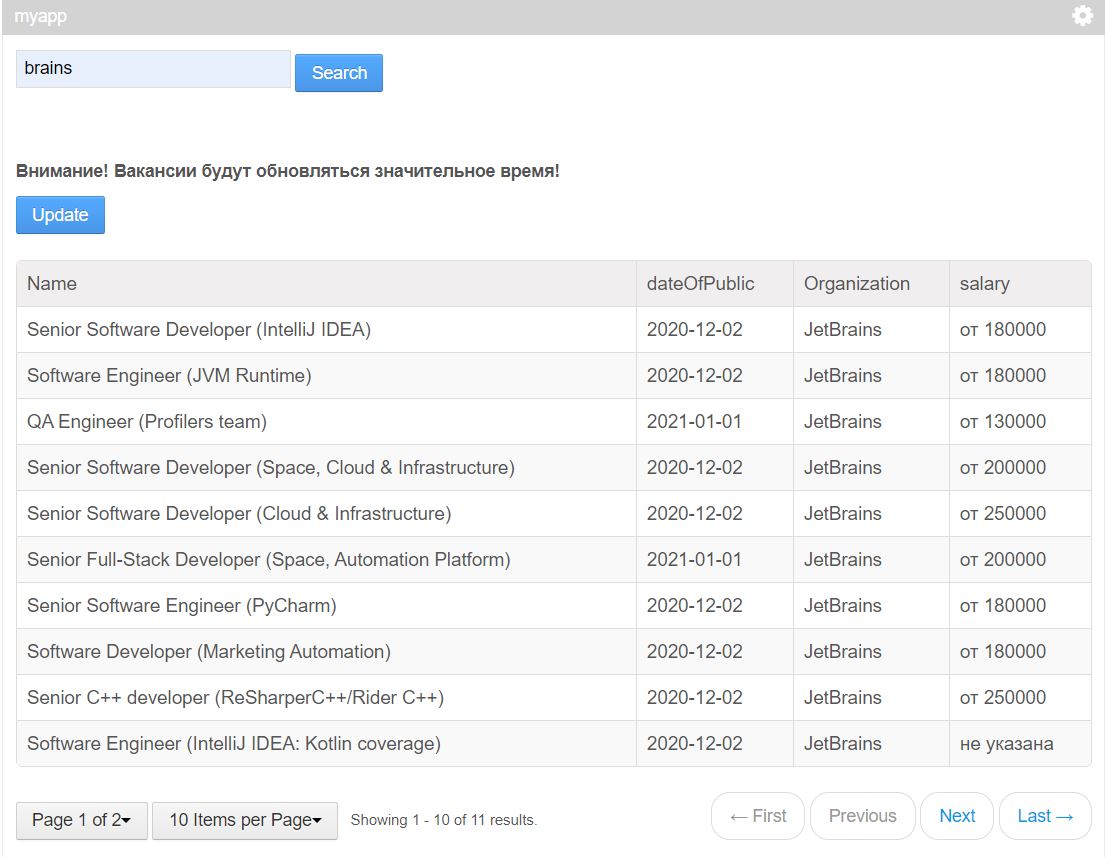 myapp
brains
Search
Внимание! Вакансии будут обновляться значительное время!
Update
Name dateOfPublic Organization salary
Senior Software Developer (IntelliJ IDEA) 2020-12-02 JetBrains от 180000
Software Engineer (JVM Runtime) 2020-12-02 JetBrains от 180000
QA Engineer (Profilers team) 2021-01-01 JetBrains от 130000
Senior Software Developer (Space, Cloud & Infrastructure) 2020-12-02 JetBrains от 200000
Senior Software Developer (Cloud & Infrastructure) 2020-12-02 JetBrains от 250000
Senior Full-Stack Developer (Space, Automation Platform) 2021-01-01 JetBrains от 200000
Senior Software Engineer (PyCharm) 2020-12-02 JetBrains от 180000
Software Developer (Marketing Automation) 2020-12-02 JetBrains от 180000
Senior C++ developer (ReSharperC++/Rider C++) 2020-12-02 JetBrains от 250000
Software Engineer (IntelliJ IDEA: Kotlin coverage) 2020-12-02 JetBrains не указана
Page 1 of 2 10 Items per Page Showing 1 - 10 of 11 results. ← First Previous Next Last →